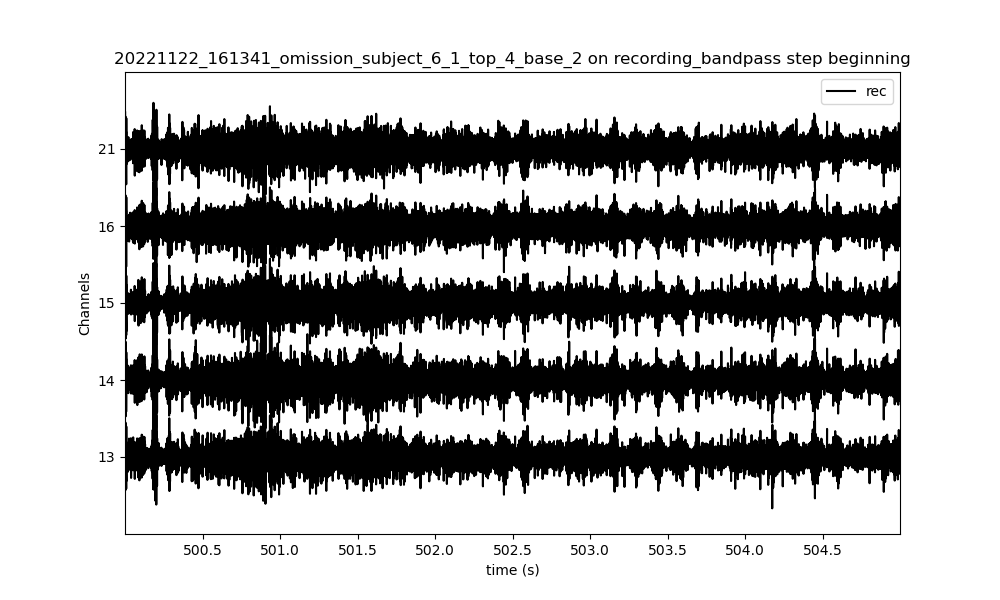 20221122_161341_omission_subject_6_1_top_4_base_2 on recording_bandpass step beginning
rec
21
16
15
14
13
Channels
500.5 501.0 501.5 502.0 502.5 503.0 503.5 504.0 504.5
time (s)